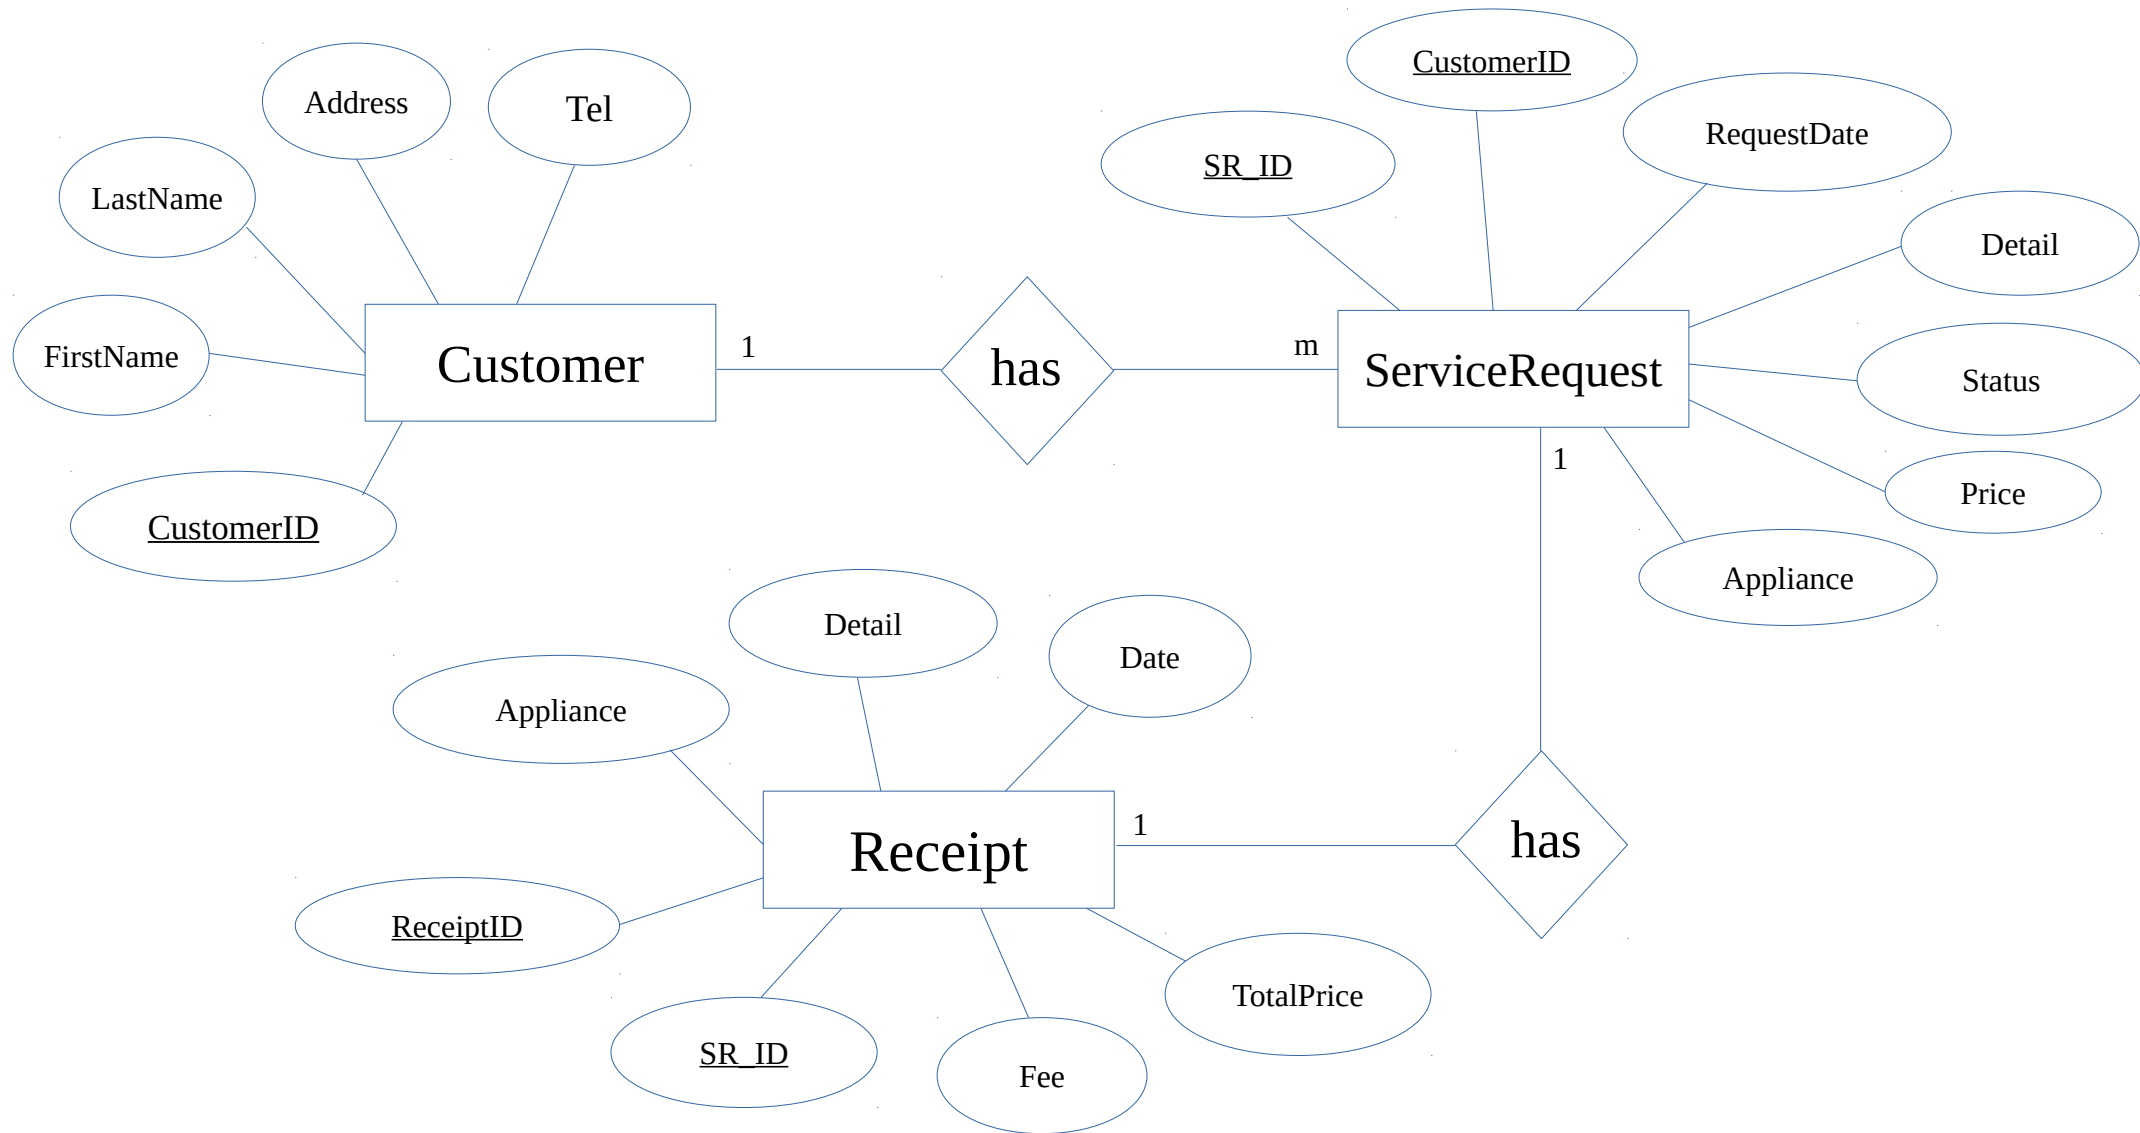 CustomerID
Address
Tel
RequestDate
SR_ID
LastName
Detail
1
m
FirstName
Customer
has
ServiceRequest
Status
1
Price
CustomerID
Appliance
Detail
Date
Appliance
1
has
Receipt
ReceiptID
TotalPrice
SR_ID
Fee